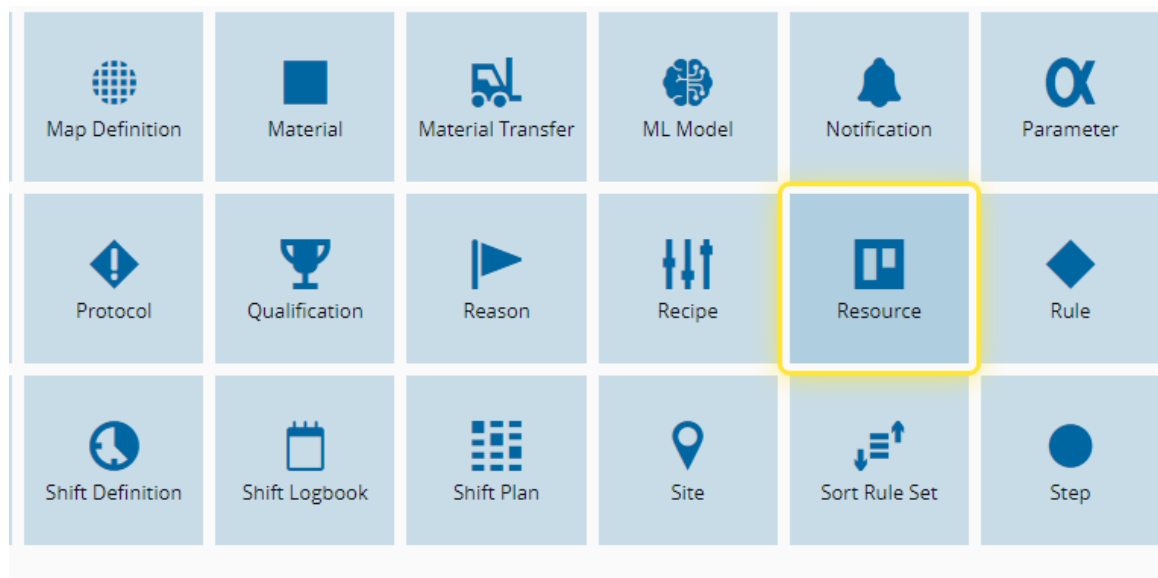 Map Definition
Material
Material Transfer
ML Model
Notification
Parameter
Protocol
Qualification
Reason
Recipe
Resource
Rule
Shift Definition
Shift Logbook
Shift Plan
Site
Sort Rule Set
Step